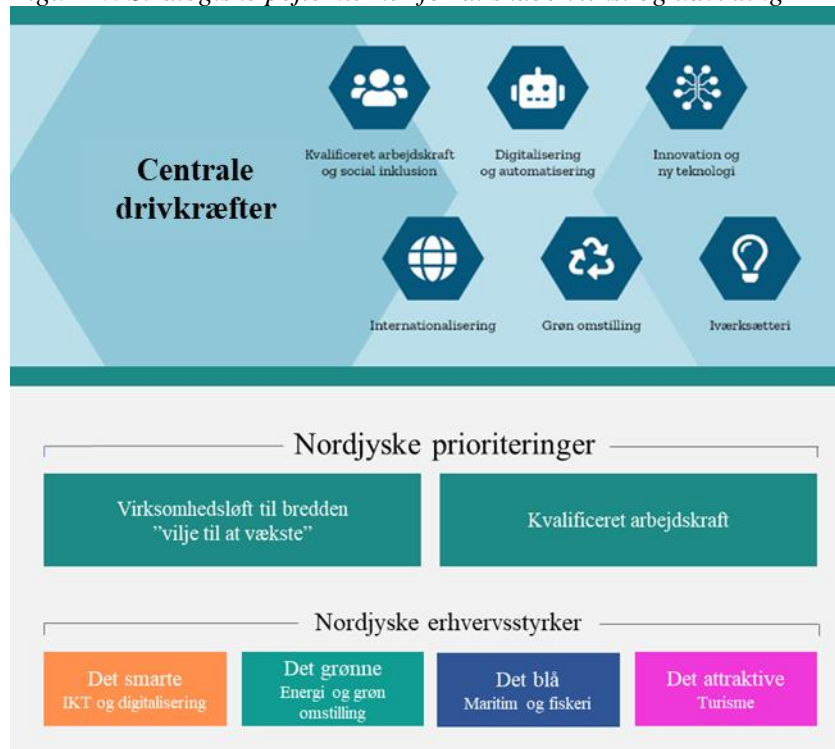 Centrale
drivkræfter
Kvalificeret arbejdskraft
og social inklusion
Digitalisering
og automatisering
Innovation og
ny teknologi
Internationalisering
Grøn omstilling
Iværksætteri
Nordjyske prioriteringer
Virksomhedsløft til bredden
”vilje til at vækste”
Kvalificeret arbejdskraft
Nordjyske erhvervsstyrker
Det smarte
IKT og digitalisering
Det grønne
Energi og grøn
omstilling
Det blå
Maritim og fiskeri
Det attraktive
Turisme